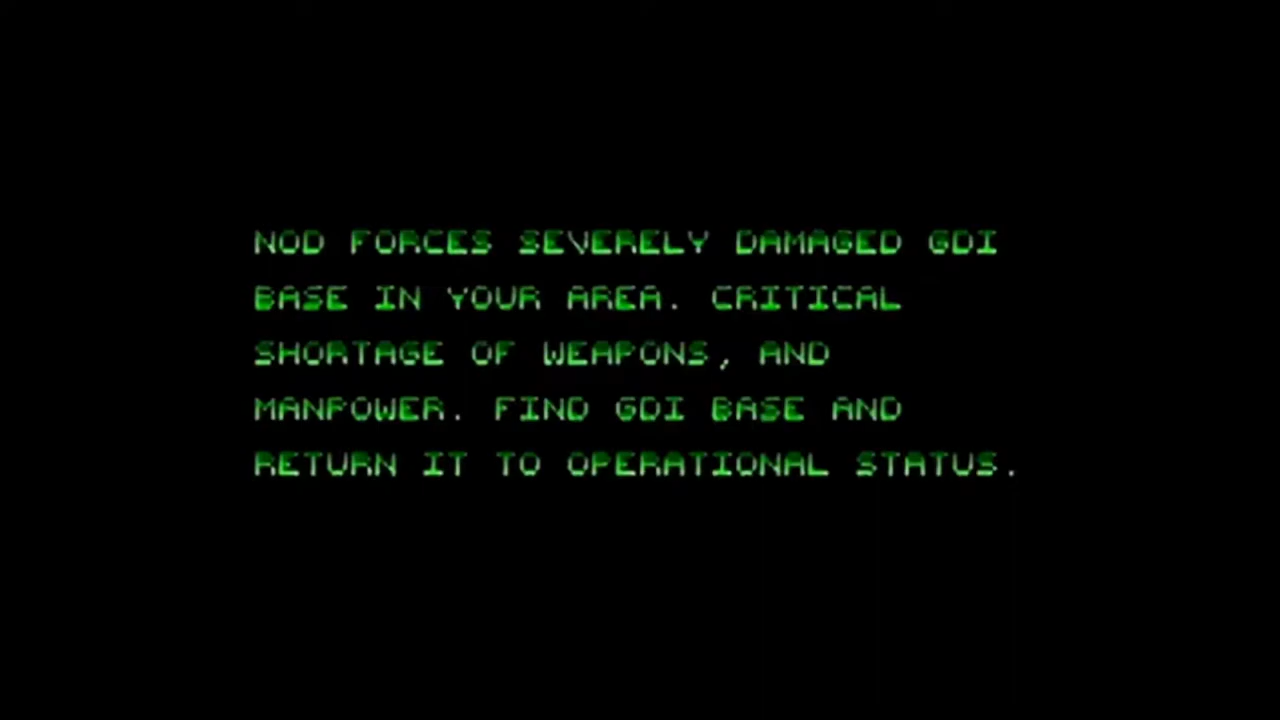 NOD FORCES SEVERELY DAMAGED GDI
BASE IN YOUR AREA. CRITICAL
SHORTAGE OF WEAPONS, AND
MANPOWER. FIND GDI BASE AND
RETURN IT TO OPERATIONAL STATUS.